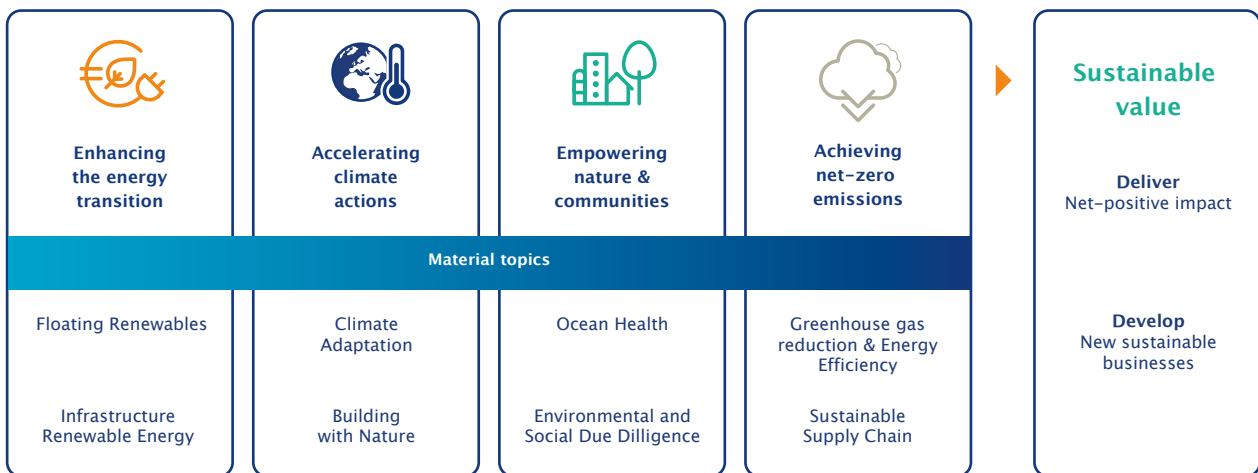 Enhancing
the energy
transition
Accelerating
climate
actions
Empowering
nature &
communities
Achieving
net-zero
emissions
Sustainable
value
Deliver
Net-positive impact
Material topics
Floating Renewables
Climate
Adaptation
Ocean Health
Greenhouse gas
reduction & Energy
Efficiency
Develop
New sustainable
businesses
Infrastructure
Renewable Energy
Building
with Nature
Environmental and
Social Due Dilligence
Sustainable
Supply Chain